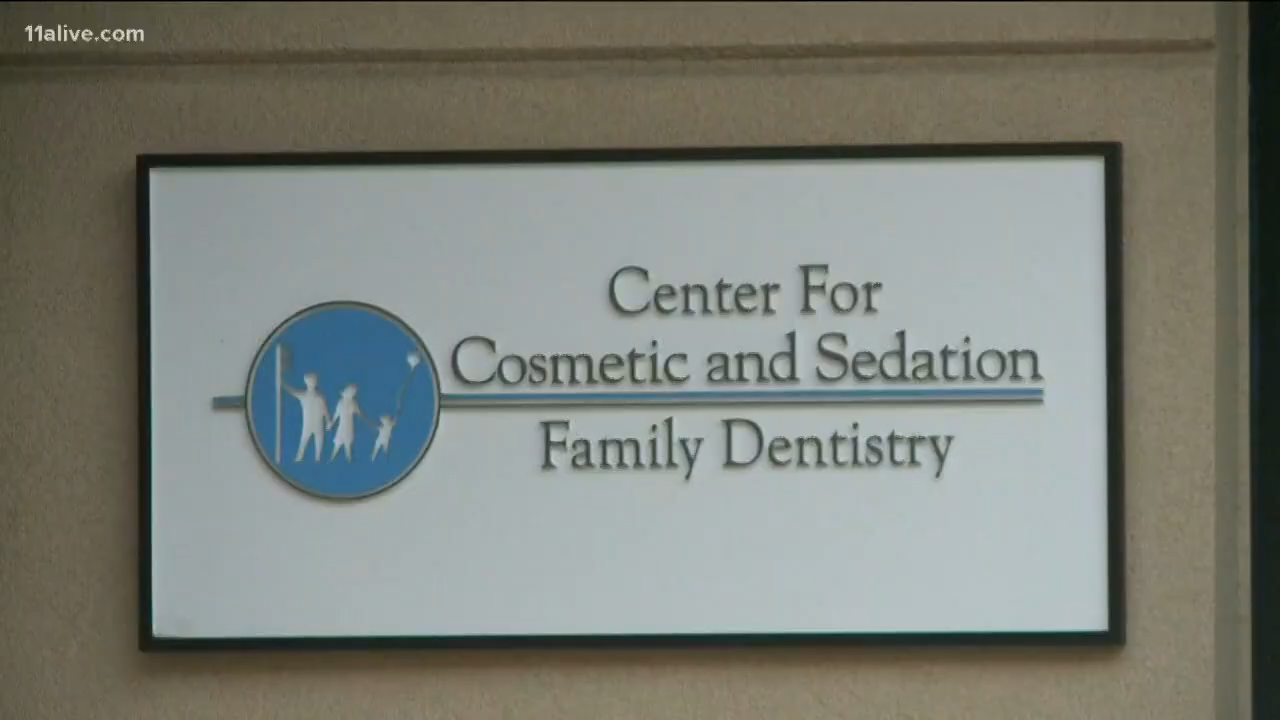 11alive.com
Center For
Cosmetic and Sedation
Family Dentistry